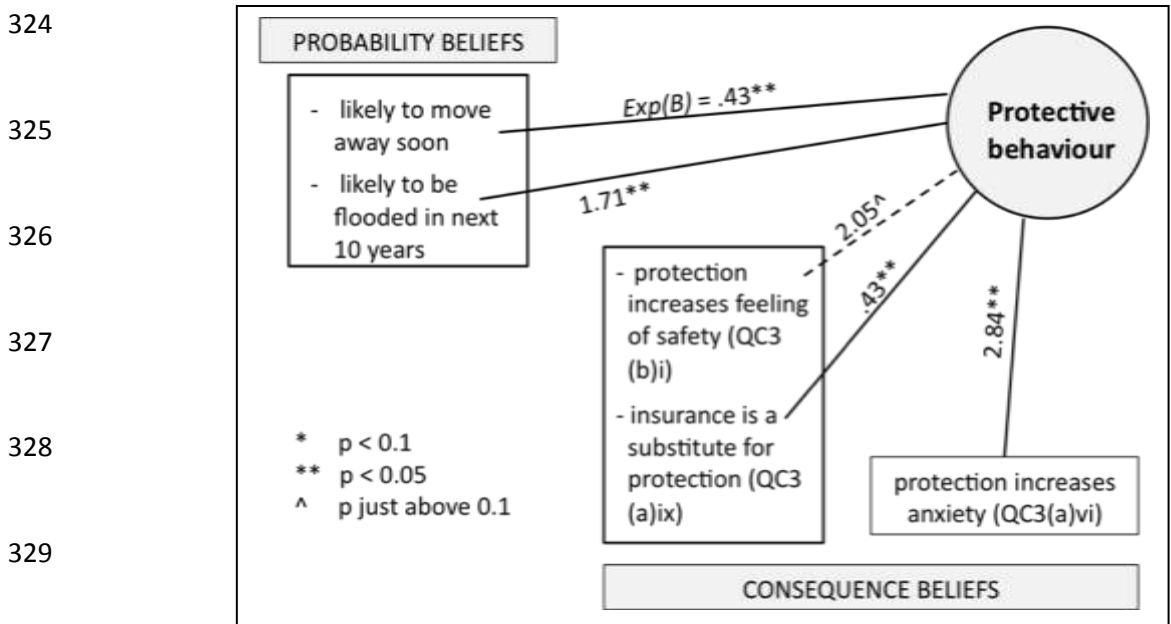 324
PROBABILITY BELIEFS
- likely to move
away soon
- likely to be
flooded in next
10 years
Exp(B) = .43**
1.71**
Protective
behaviour
325
326
2.05^
.43**
2.84**
- protection
increases feeling
of safety (QC3
(b)i)
- insurance is a
substitute for
protection (QC3
(a)ix)
327
328
* p < 0.1
** p < 0.05
^ p just above 0.1
protection increases
anxiety (QC3(a)vi)
329
CONSEQUENCE BELIEFS